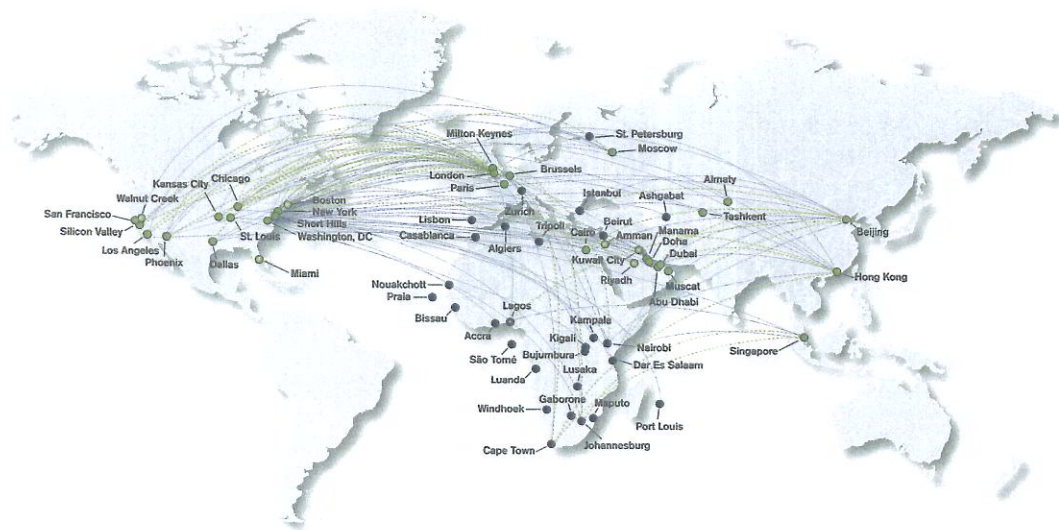 St. Petersburg
Milton Keynes
Moscow
London
Brussels
Paris
Kansas City
Chicago
Walnut Creek
San Francisco
Silicon Valley
Los Angeles
Phoenix
St. Louis
Dallas
Miami
Boston
New York
Short Hills
Washington, DC
Lisbon
Casablanca
Zurich
Algiers
Tripoli
Istanbul
Ashgabat
Almaty
Tashkent
Cairo
Beirut
Amman
Manama
Doha
Dubai
Kuwait City
Riyadh
Muscat
Abu Dhabi
Beijing
Hong Kong
Singapore
Nouakchott
Praia
Bissau
Lagos
Accra
São Tomé
Luanda
Windhoek
Cape Town
Kampala
Kigali
Bujumbura
Nairobi
Dar Es Salaam
Lusaka
Gaborone
Maputo
Johannesburg
Port Louis